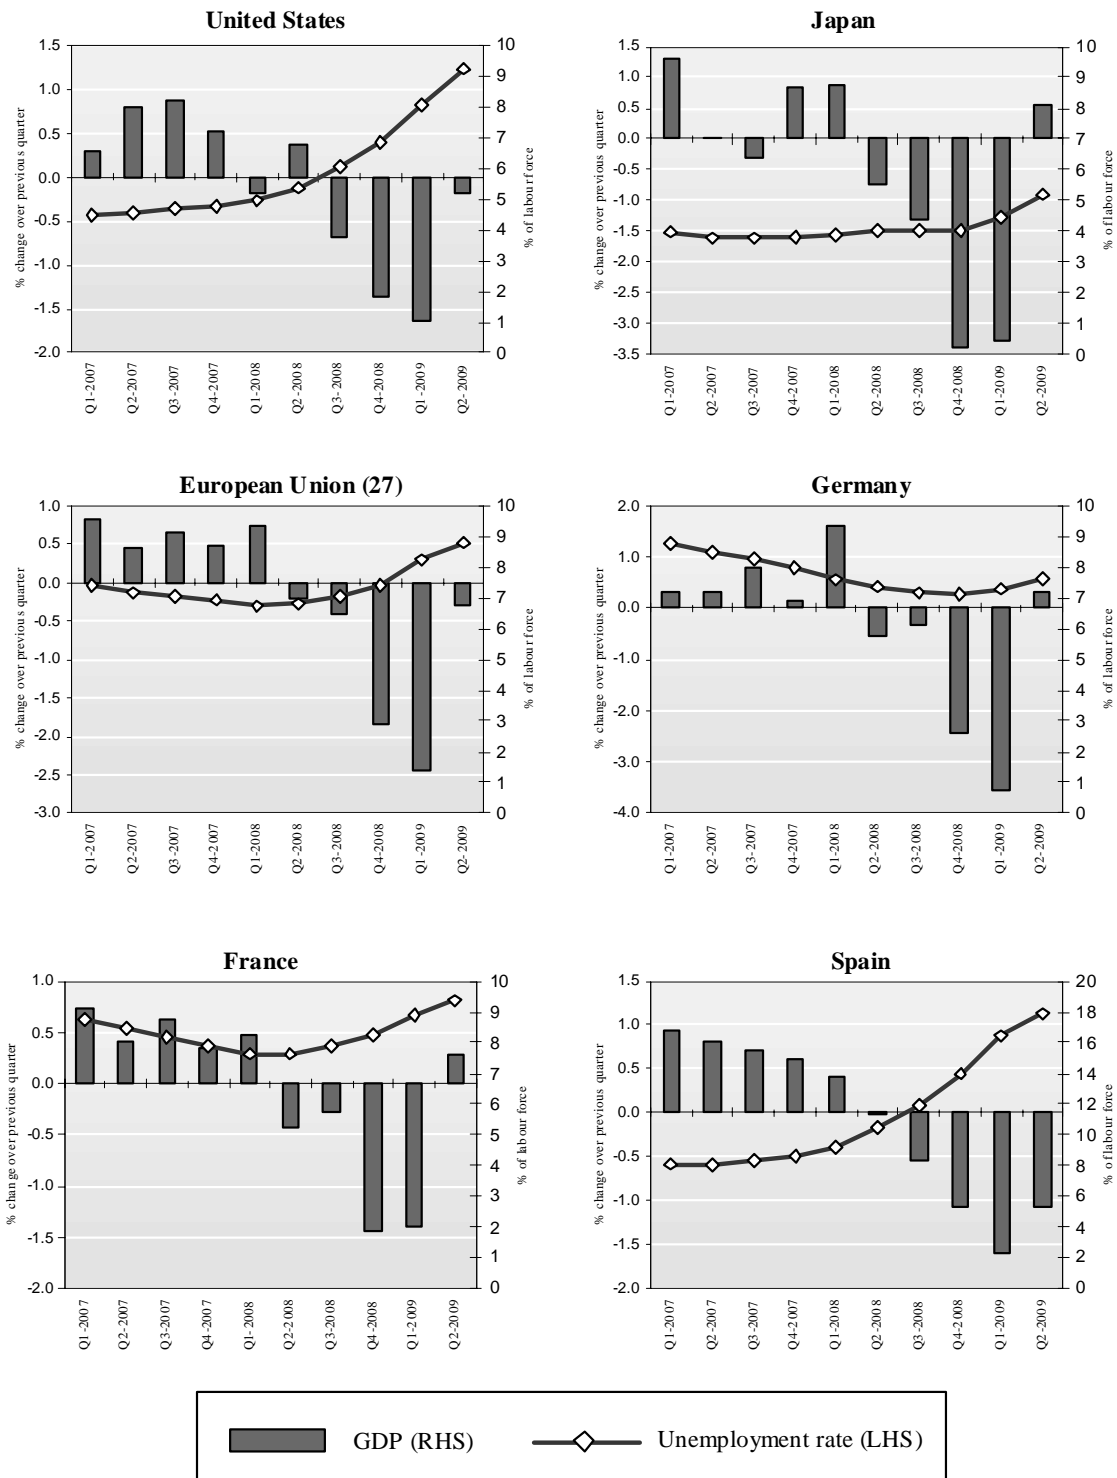 United States
1.5
1.0
0.5
0.0
-0.5
-1.0
-1.5
-2.0
% change over previous quarter
10
9
8
7
6
5
4
3
2
1
0
% of labour force
Q1-2007
Q2-2007
Q3-2007
Q4-2007
Q1-2008
Q2-2008
Q3-2008
Q4-2008
Q1-2009
Q2-2009
Japan
1.5
1.0
0.5
0.0
-0.5
-1.0
-1.5
-2.0
-2.5
-3.0
-3.5
% change over previous quarter
10
9
8
7
6
5
4
3
2
1
0
% of labour force
Q1-2007
Q2-2007
Q3-2007
Q4-2007
Q1-2008
Q2-2008
Q3-2008
Q4-2008
Q1-2009
Q2-2009
European Union (27)
1.0
0.5
0.0
-0.5
-1.0
-1.5
-2.0
-2.5
-3.0
% change over previous quarter
10
9
8
7
6
5
4
3
2
1
0
% of labour force
Q1-2007
Q2-2007
Q3-2007
Q4-2007
Q1-2008
Q2-2008
Q3-2008
Q4-2008
Q1-2009
Q2-2009
Germany
2.0
1.0
0.0
-1.0
-2.0
-3.0
-4.0
% change over previous quarter
10
9
8
7
6
5
4
3
2
1
0
% of labour force
Q1-2007
Q2-2007
Q3-2007
Q4-2007
Q1-2008
Q2-2008
Q3-2008
Q4-2008
Q1-2009
Q2-2009
France
1.0
0.5
0.0
-0.5
-1.0
-1.5
-2.0
% change over previous quarter
10
9
8
7
6
5
4
3
2
1
0
% of labour force
Q1-2007
Q2-2007
Q3-2007
Q4-2007
Q1-2008
Q2-2008
Q3-2008
Q4-2008
Q1-2009
Q2-2009
Spain
1.5
1.0
0.5
0.0
-0.5
-1.0
-1.5
-2.0
% change over previous quarter
20
18
16
14
12
10
8
6
4
2
0
% of labour force
Q1-2007
Q2-2007
Q3-2007
Q4-2007
Q1-2008
Q2-2008
Q3-2008
Q4-2008
Q1-2009
Q2-2009
GDP (RHS)
Unemployment rate (LHS)